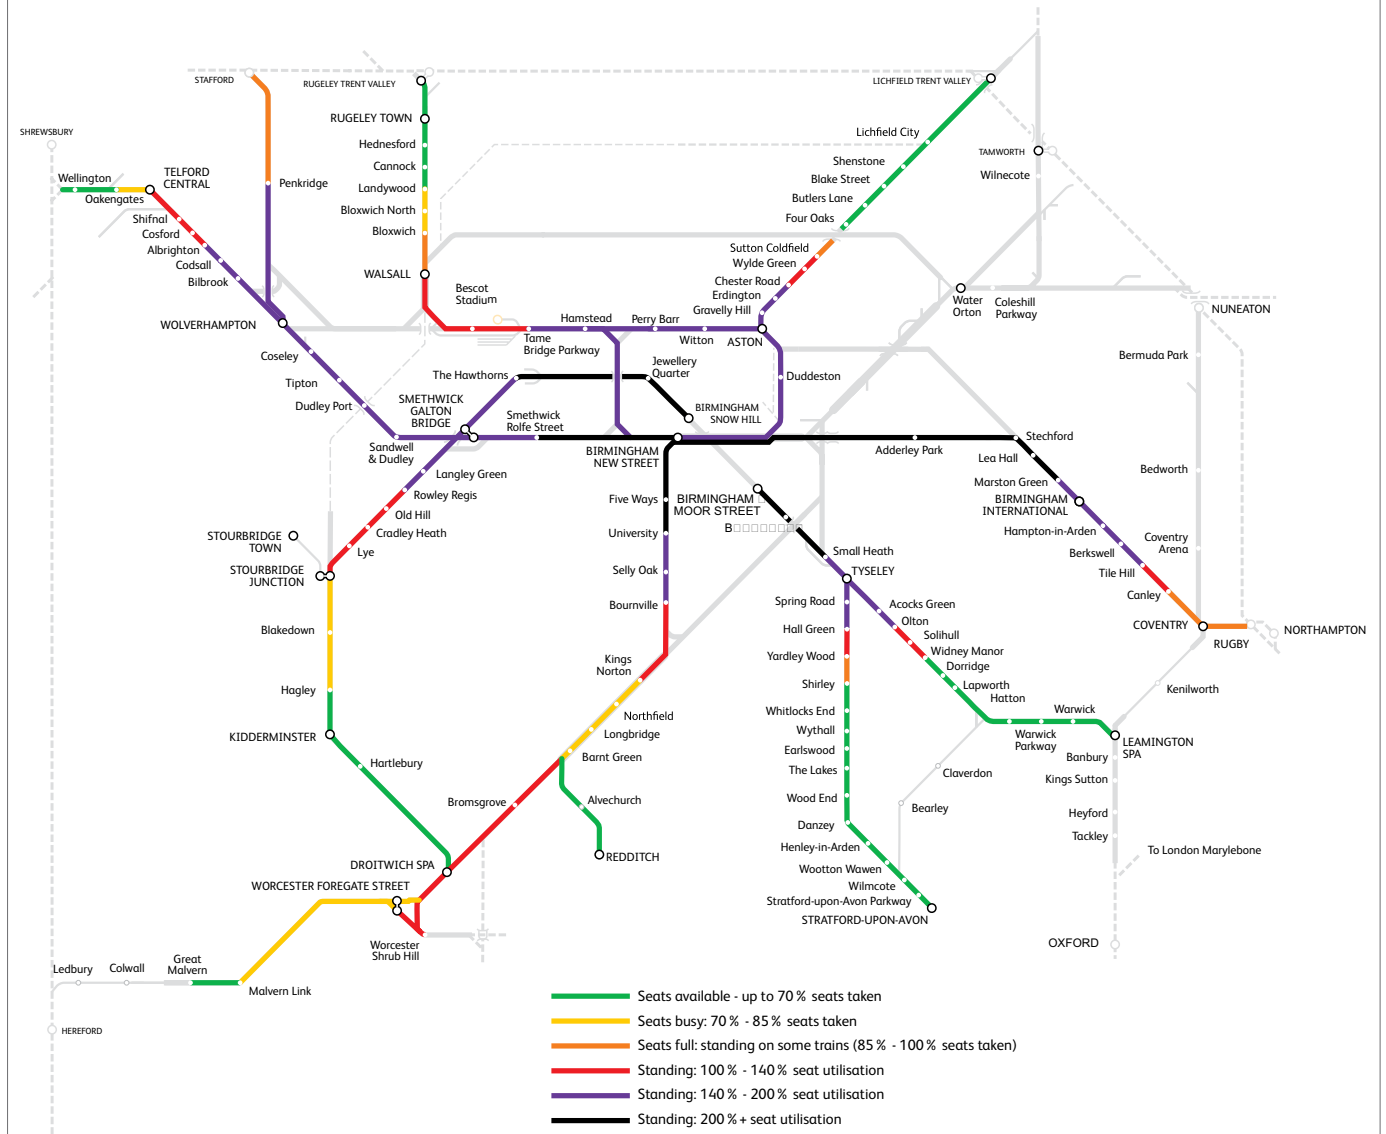 STAFFORD
RUGELEY TRENT VALLEY
LICHFIELD TRENT VALLEY
RUGELEY TOWN
SHREWSBURY
Hednesford
Lichfield City
TAMWORTH
Cannock
Shenstone
Wilnecote
Wellington
TELFORD
CENTRAL
Penkridge
Landywood
Blake Street
Oakengates
Butlers Lane
Shifnal
Bloxwich North
Four Oaks
Cosford
Bloxwich
Albrighton
Sutton Coldfield
Codsall
WALSALL
Wylde Green
Bilbrook
Chester Road
Bescot
Stadium
Erdington
Gravelly Hill
Water
Orton
Coleshill
Parkway
NUNEATON
WOLVERHAMPTON
Hamstead
Perry Barr
Tame
Bridge Parkway
Witton
ASTON
Coseley
Bermuda Park
Tipton
The Hawthorns
Jewellery
Quarter
Duddeston
Dudley Port
SMETHWICK
GALTON
BRIDGE
Smethwick
Rolfe Street
BIRMINGHAM
SNOW HILL
Sandwell
& Dudley
BIRMINGHAM
NEW STREET
Adderley Park
Stechford
Lea Hall
Langley Green
Bedworth
Rowley Regis
Marston Green
Old Hill
Five Ways
BIRMINGHAM
MOOR STREET
BIRMINGHAM
INTERNATIONAL
Cradley Heath
University
B
Hampton-in-Arden
STOURBRIDGE
TOWN
Lye
Small Heath
Berkswell
Coventry
Arena
STOURBRIDGE
JUNCTION
Selly Oak
TYSELEY
Tile Hill
Canley
Bournville
Spring Road
Acocks Green
Olton
Blakedown
Hall Green
Solihull
COVENTRY
NORTHAMPTON
RUGBY
Kings
Norton
Yardley Wood
Widney Manor
Dorridge
Hagley
Shirley
Lapworth
Kenilworth
Hatton
Northfield
Whitlocks End
Warwick
KIDDERMINSTER
Longbridge
Wythall
Warwick
Parkway
LEAMINGTON
SPA
Barnt Green
Earlswood
Banbury
Hartlebury
The Lakes
Claverdon
Kings Sutton
Bromsgrove
Alvechurch
Wood End
Bearley
Heyford
Danzey
Tackley
REDDITCH
Henley-in-Arden
To London Marylebone
DROITWICH SPA
Wootton Wawen
WORCESTER FOREGATE STREET
Wilmcote
Stratford-upon-Avon Parkway
STRATFORD-UPON-AVON
Worcester
Shrub Hill
OXFORD
Ledbury
Colwall
Great
Malvern
Malvern Link
HEREFORD
Seats available - up to 70 % seats taken
Seats busy: 70 % - 85 % seats taken
Seats full: standing on some trains (85 % - 100 % seats taken)
Standing: 100 % - 140 % seat utilisation
Standing: 140 % - 200 % seat utilisation
Standing: 200 % + seat utilisation